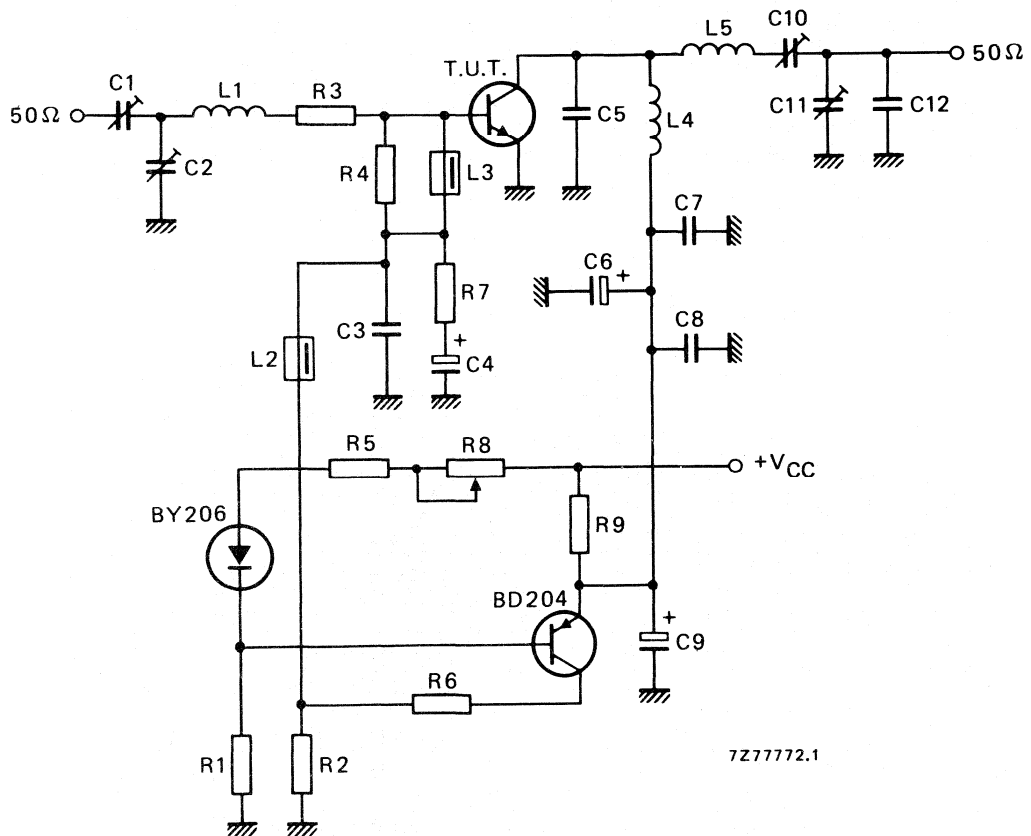 L5
C10
50Ω
T.U.T.
C1
L1
R3
50Ω
C5
L4
C11
C12
C2
R4
L3
C7
C6
+
R7
C3
+
C4
C8
L2
R5
R8
+VCC
BY206
R9
BD204
+
C9
R6
R1
R2
7Z77772.1